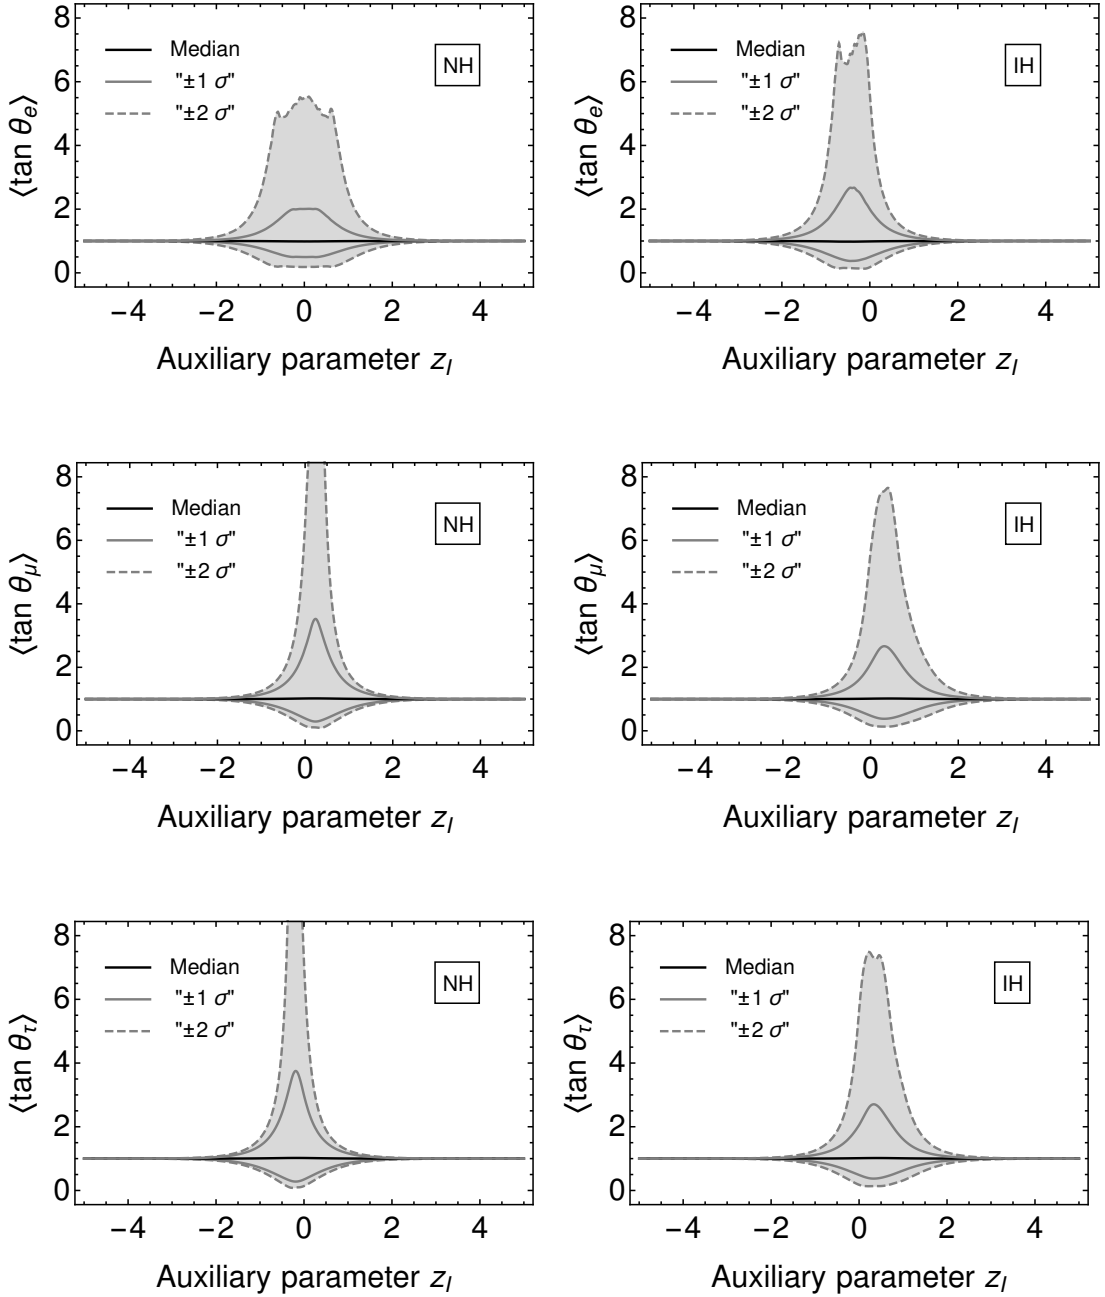 8
6
4
2
0
⟨tan θe⟩
Median
"±1 σ"
"±2 σ"
NH
−4 −2 0 2 4
Auxiliary parameter zI
8
6
4
2
0
⟨tan θe⟩
Median
"±1 σ"
"±2 σ"
IH
−4 −2 0 2 4
Auxiliary parameter zI
8
6
4
2
0
⟨tan θμ⟩
Median
"±1 σ"
"±2 σ"
NH
−4 −2 0 2 4
Auxiliary parameter zI
8
6
4
2
0
⟨tan θμ⟩
Median
"±1 σ"
"±2 σ"
IH
−4 −2 0 2 4
Auxiliary parameter zI
8
6
4
2
0
⟨tan θτ⟩
Median
"±1 σ"
"±2 σ"
NH
−4 −2 0 2 4
Auxiliary parameter zI
8
6
4
2
0
⟨tan θτ⟩
Median
"±1 σ"
"±2 σ"
IH
−4 −2 0 2 4
Auxiliary parameter zI